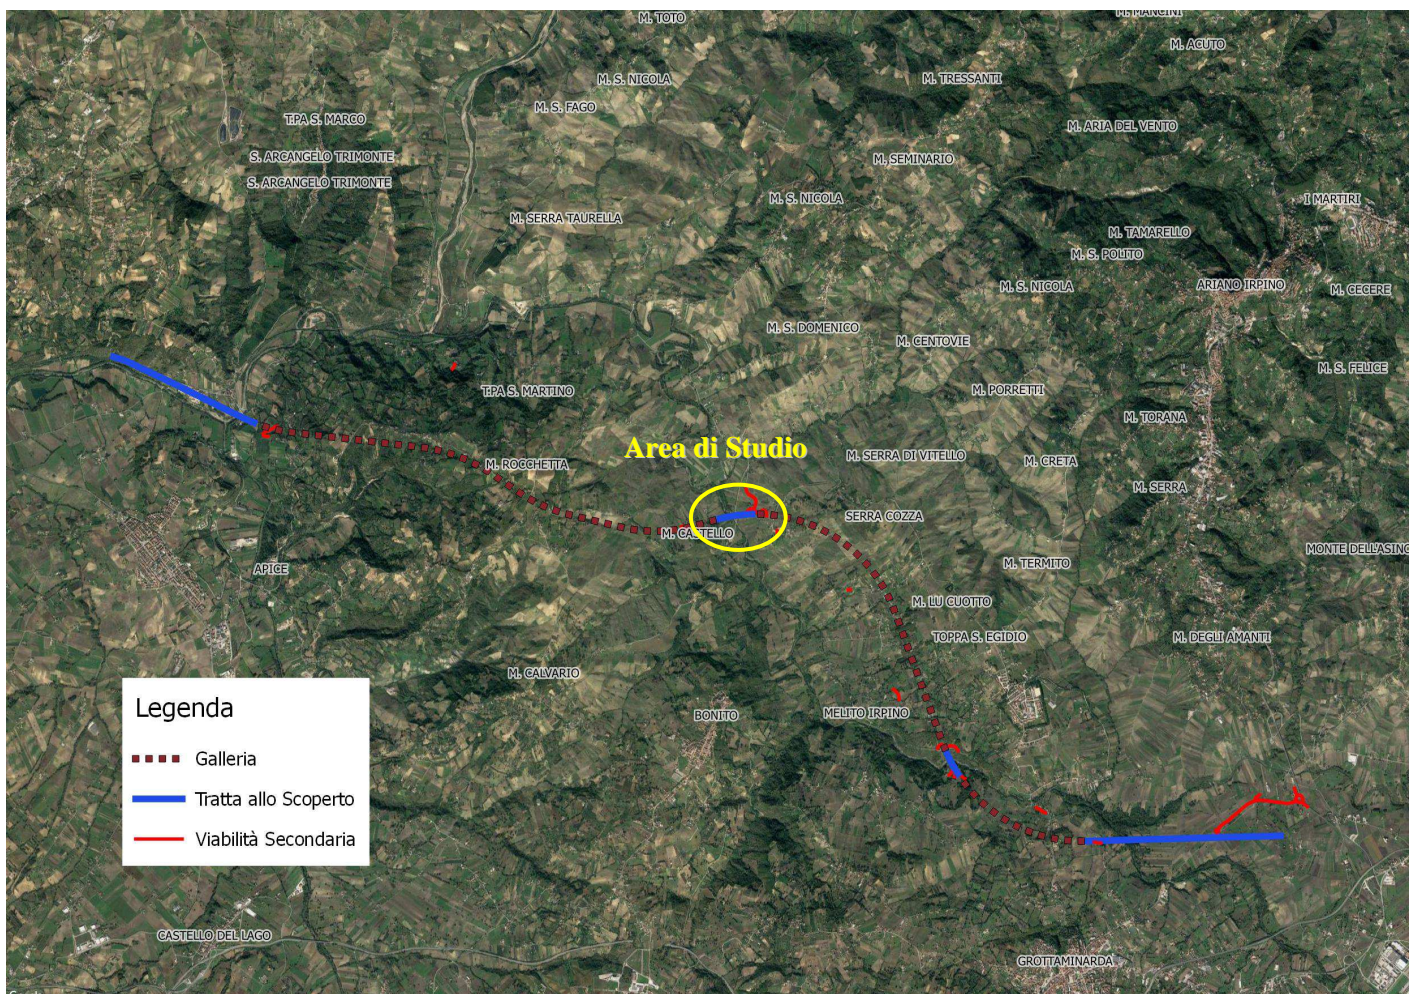 M. TOTO
M. MANCINI
M. ACUTO
M. S. NICOLA
M. TRESSANTI
M. S. FAGO
T.PA S. MARCO
M. ARIA DEL VENTO
S. ARCANGELO TRIMONTE
M. SEMINARIO
S. ARCANGELO TRIMONTE
M. S. NICOLA
I MARTIRI
M. SERRA TAURELLA
M. TAMARELLO
M. S. POLITO
M. S. NICOLA
ARIANO IRPINO
M. CECERE
M. S. DOMENICO
M. CENTOVIE
M. S. FELICE
T.PA S. MARTINO
M. PORRETTI
M. TORANA
Area di Studio
M. SERRA DI VITELLO
M. CRETA
M. ROCCHETTA
M. SERRA
SERRA COZZA
M. CASTELLO
MONTE DELL'ASINO
M. TERMITO
APICE
M. LU CUOTTO
TOPPA S. EGIDIO
M. DEGLI AMANTI
M. CALVARIO
MELITO IRPINO
BONITO
Legenda
Galleria
Tratta allo Scoperto
Viabilità Secondaria
CASTELLO DEL LAGO
GROTTAMINARDA